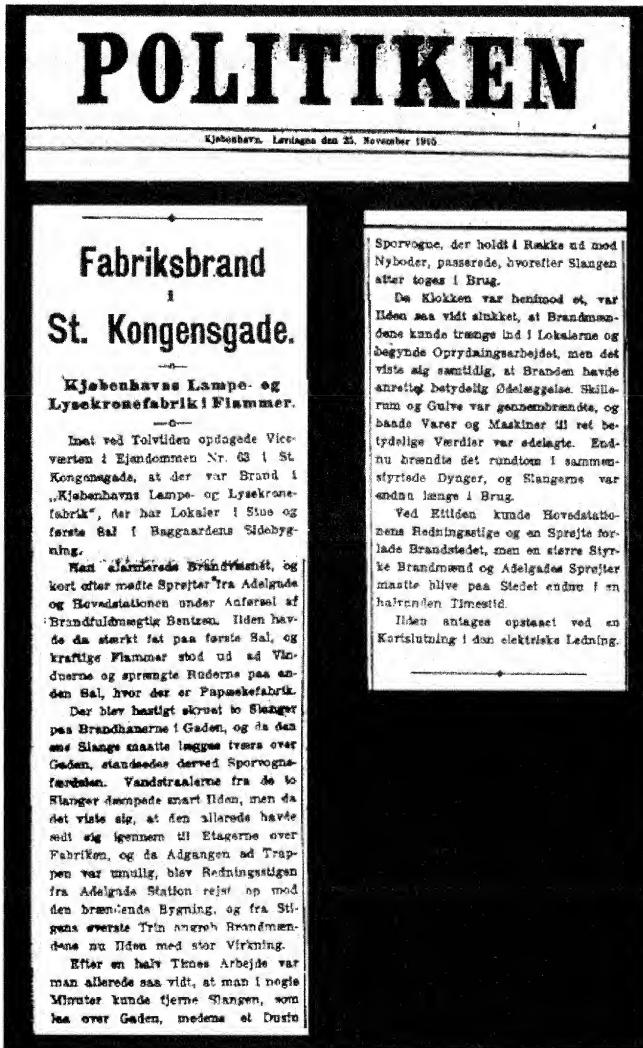 POLITIKEN
Kjøbenhavn. Lørdagen den 25. November 1905
Fabriksbrand
i
St. Kongensgade.
Kjøbenhavns Lampe- og
Lysekronefabrik i Flammer.
Inat ved Tolvtiden opdagede Vice-
værten i Ejendommen Nr. 63 i St.
Kongensgade, at der var Brand i
„Kjøbenhavns Lampe- og Lysekrone-
fabrik", der har Lokaler i Stue og
første Sal i Baggaardens Sidebyg-
ning.
Han alarmerede Brandvæsnet, og
kort efter mødte Sprøjter fra Adelgade
og Hovedstationen under Anførsel af
Brandfuldmægtig Bentzen. Ilden hav-
de da stærkt fat paa første Sal, og
kraftige Flammer stod ud ad Vin-
duerne og sprængte Ruderne paa an-
den Sal, hvor der er Papæskefabrik.
Der blev hastigt skruet to Slanger
paa Brandhanerne i Gaden, og da den
ene Slange maatte lægges tværs over
Gaden, standsedes derved Sporvogns-
færdslen. Vandstraalerne fra de to
Slanger dæmpede snart Ilden, men da
det viste sig, at den allerede havde
ædt sig igennem til Etagerne over
Fabriken, og da Adgangen ad Trap-
pen var umulig, blev Redningsstigen
fra Adelgade Station rejst op mod
den brændende Bygning, og fra Sti-
gens øverste Trin angreb Brandmæn-
dene nu Ilden med stor Virkning.
Efter en halv Times Arbejde var
man allerede saa vidt, at man i nogle
Minuter kunde fjerne Slangen, som
laa over Gaden, medens et Dusin
Sporvogne, der holdt i Række ud mod
Nyboder, passerede, hvorefter Slangen
atter toges i Brug.
Da Klokken var henimod et, var
Ilden saa vidt slukket, at Brandmæn-
dene kunde trænge ind i Lokalerne og
begynde Oprydningsarbejdet, men det
viste sig samtidig, at Branden havde
anrettet betydelig Ødelæggelse. Skille-
rum og Gulve var gennembrændte, og
baade Varer og Maskiner til ret be-
tydelige Værdier var ødelagte. End-
nu brændte det rundtom i sammen-
styrtede Dynger, og Slangerne var
endnu længe i Brug.
Ved Ettiden kunde Hovedstatio-
nens Redningsstige og en Sprøjte for-
lade Brandstedet, men en større Styr-
ke Brandmænd og Adelgades Sprøjter
maatte blive paa Stedet endnu i en
halvanden Timestid.
Ilden antages opstaaet ved en
Kortslutning i den elektriske Ledning.